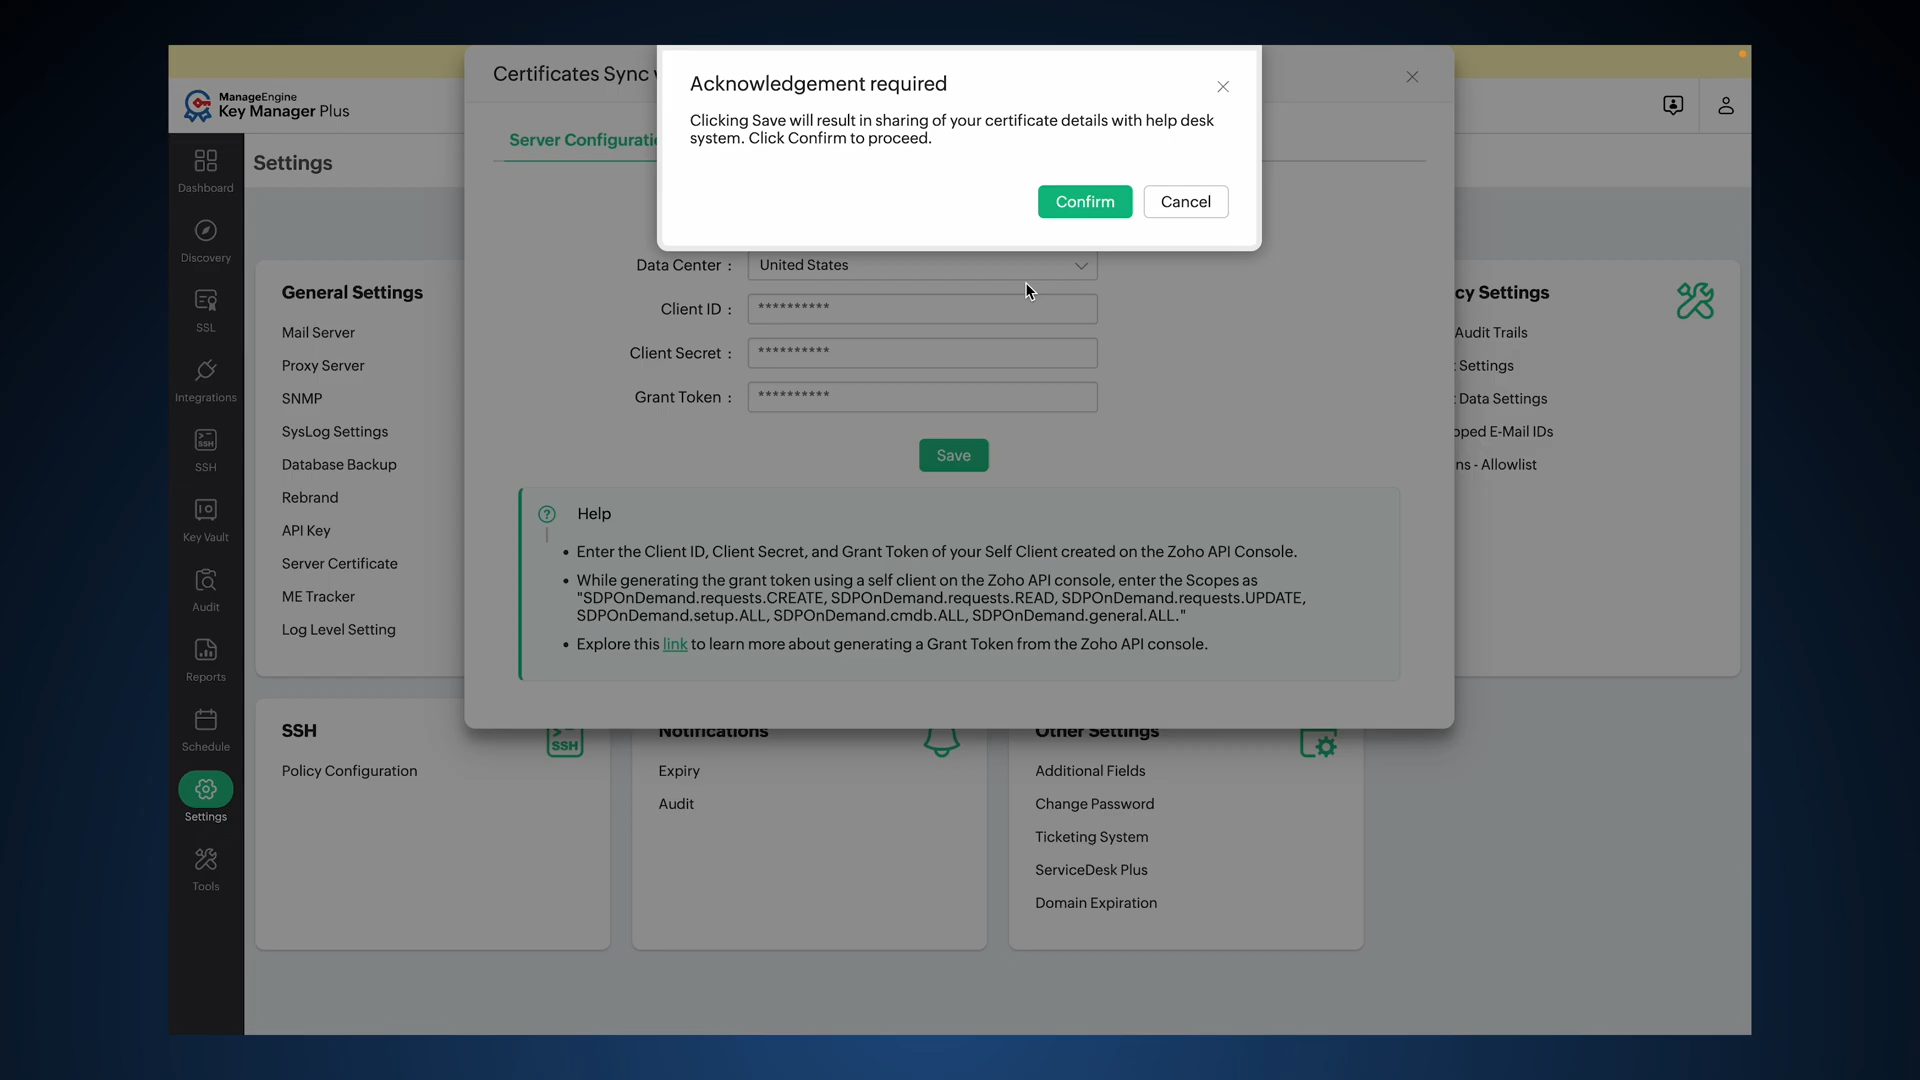 ManageEngine
Key Manager Plus
Dashboard
Discovery
SSL
Integrations
SSH
SSH
Key Vault
Audit
Reports
Schedule
Settings
Tools
Settings
Certificates Sync
Server Configurati
Acknowledgement required
Clicking Save will result in sharing of your certificate details with help desk
system. Click Confirm to proceed.
Confirm
Cancel
Data Center :
United States
Client ID :
**********
Client Secret :
**********
Grant Token :
**********
Save
Help
• Enter the Client ID, Client Secret, and Grant Token of your Self Client created on the Zoho API Console.
• While generating the grant token using a self client on the Zoho API console, enter the Scopes as
"SDPOnDemand.requests.CREATE, SDPOnDemand.requests.READ, SDPOnDemand.requests.UPDATE,
SDPOnDemand.setup.ALL, SDPOnDemand.cmdb.ALL, SDPOnDemand.general.ALL."
• Explore this link to learn more about generating a Grant Token from the Zoho API console.
General Settings
Mail Server
Proxy Server
SNMP
SysLog Settings
Database Backup
Rebrand
API Key
Server Certificate
ME Tracker
Log Level Setting
cy Settings
Audit Trails
Settings
Data Settings
pped E-Mail IDs
ns - Allowlist
SSH
SSH
Policy Configuration
Notifications
Expiry
Audit
Other Settings
Additional Fields
Change Password
Ticketing System
ServiceDesk Plus
Domain Expiration